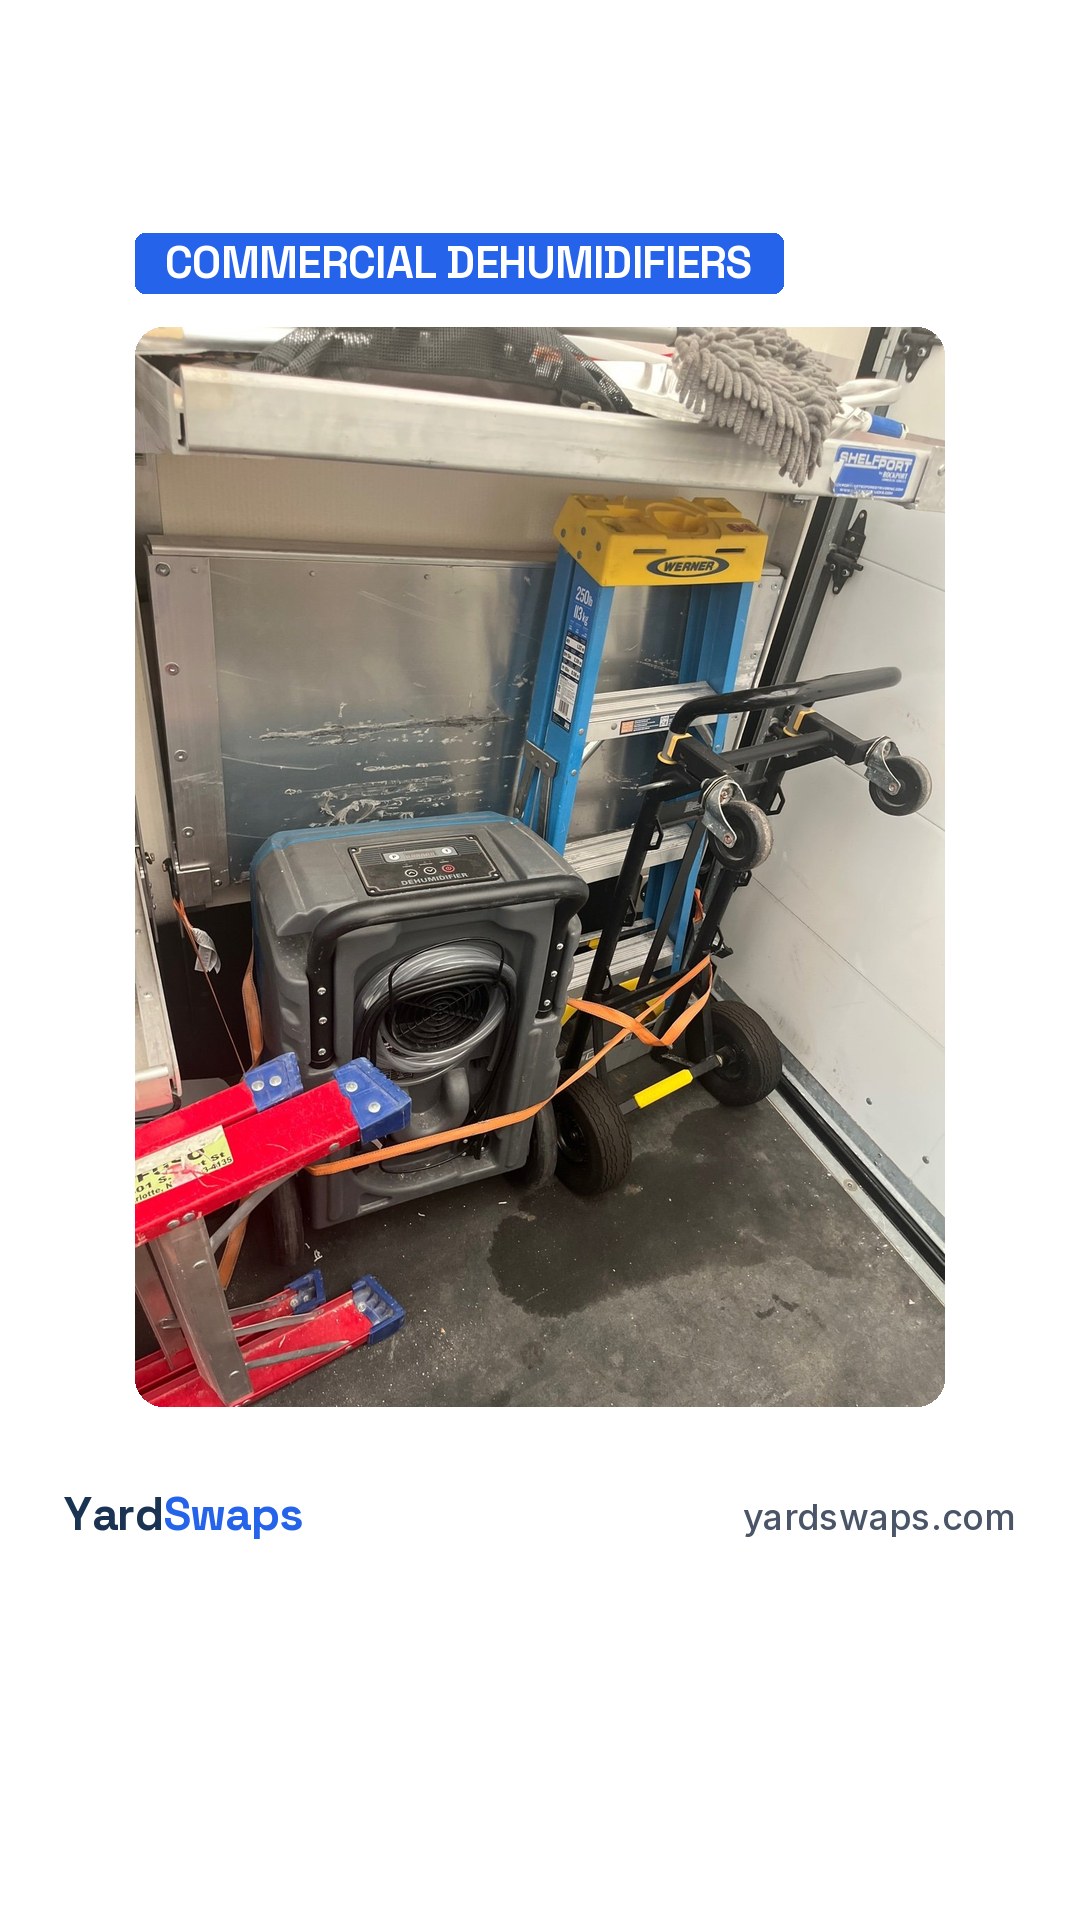 COMMERCIAL DEHUMIDIFIERS
SHELFPORT
WERNER
250lb
113kg
DEHUMIDIFIER
YardSwaps
yardswaps.com